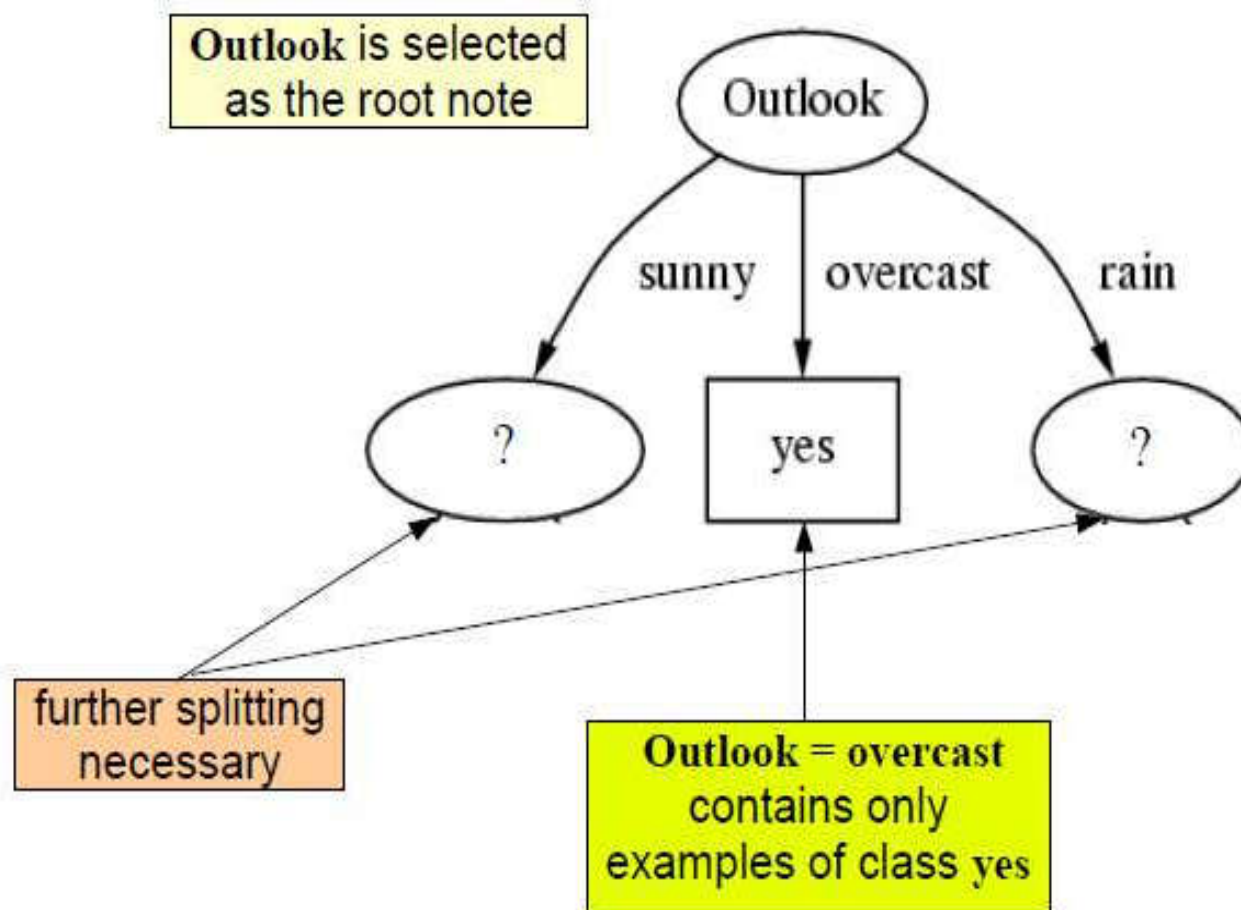 Outlook is selected
as the root note
Outlook
sunny
overcast
rain
?
yes
?
further splitting
necessary
Outlook = overcast
contains only
examples of class yes